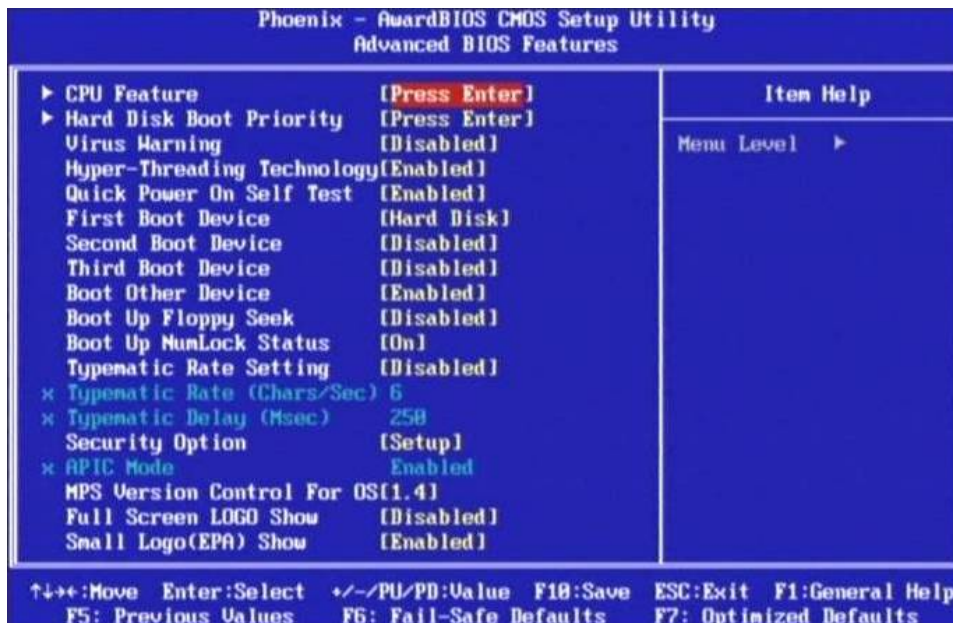 Phoenix - AwardBIOS CMOS Setup Utility
Advanced BIOS Features
▶ CPU Feature [Press Enter]
▶ Hard Disk Boot Priority [Press Enter]
Virus Warning [Disabled]
Hyper-Threading Technology[Enabled]
Quick Power On Self Test [Enabled]
First Boot Device [Hard Disk]
Second Boot Device [Disabled]
Third Boot Device [Disabled]
Boot Other Device [Enabled]
Boot Up Floppy Seek [Disabled]
Boot Up NumLock Status [On]
Typematic Rate Setting [Disabled]
x Typematic Rate (Chars/Sec) 6
x Typematic Delay (Msec) 250
Security Option [Setup]
x APIC Mode Enabled
MPS Version Control For OS[1.4]
Full Screen LOGO Show [Disabled]
Small Logo(EPA) Show [Enabled]
Item Help
Menu Level ▶
↑↓→←:Move Enter:Select +/-/PU/PD:Value F10:Save ESC:Exit F1:General Help
F5: Previous Values F6: Fail-Safe Defaults F7: Optimized Defaults